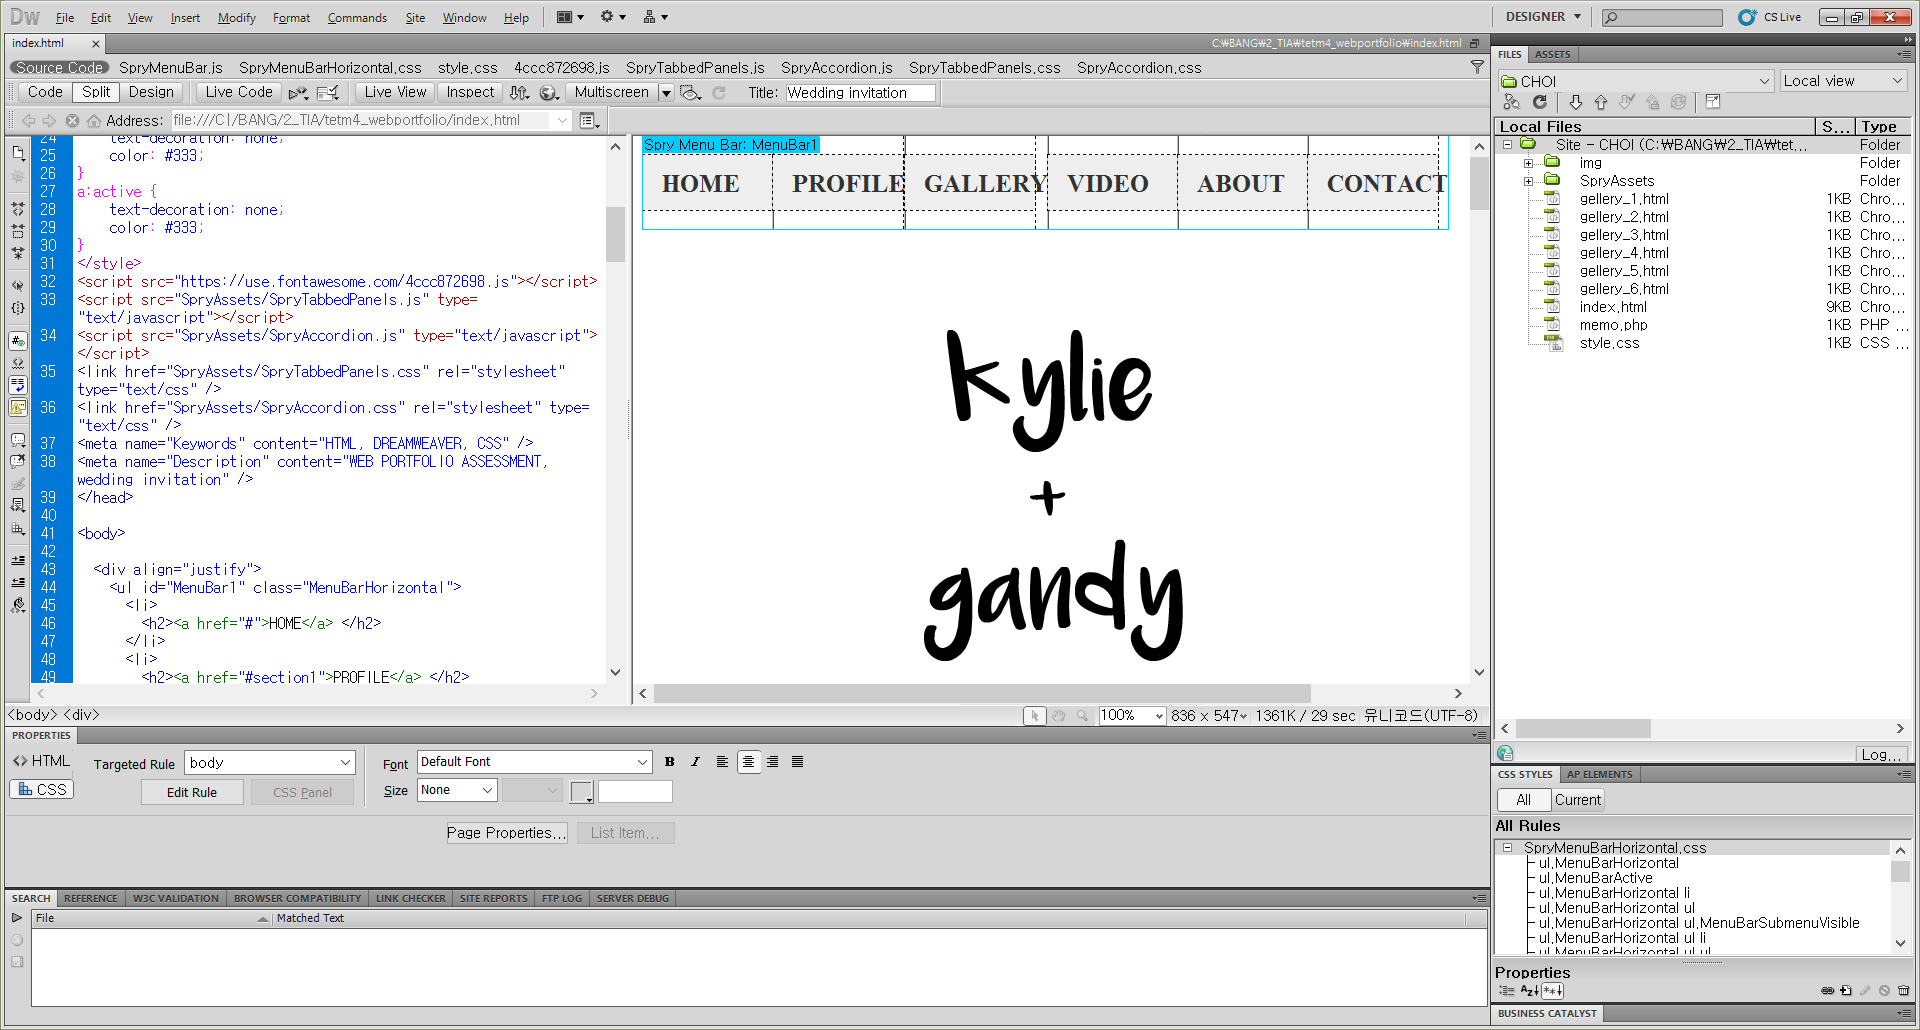 Dw File Edit View Insert Modify Format Commands Site Window Help DESIGNER CS Live
index.html C:₩BANG₩2_TIA₩tetm4_webportfolio₩index.html
Source Code SpryMenuBar.js SpryMenuBarHorizontal.css style.css 4ccc872698.js SpryTabbedPanels.js SpryAccordion.js SpryTabbedPanels.css SpryAccordion.css
Code Split Design Live Code Live View Inspect Multiscreen Title: Wedding invitation
Address: file:///C|/BANG/2_TIA/tetm4_webportfolio/index.html
24 text-decoration: none;
25 color: #333;
26 }
27 a:active {
28 text-decoration: none;
29 color: #333;
30 }
31 </style>
32 <script src="https://use.fontawesome.com/4ccc872698.js"></script>
33 <script src="SpryAssets/SpryTabbedPanels.js" type=
"text/javascript"></script>
34 <script src="SpryAssets/SpryAccordion.js" type="text/javascript">
</script>
35 <link href="SpryAssets/SpryTabbedPanels.css" rel="stylesheet"
type="text/css" />
36 <link href="SpryAssets/SpryAccordion.css" rel="stylesheet" type=
"text/css" />
37 <meta name="Keywords" content="HTML, DREAMWEAVER, CSS" />
38 <meta name="Description" content="WEB PORTFOLIO ASSESSMENT,
wedding invitation" />
39 </head>
40
41 <body>
42
43 <div align="justify">
44 <ul id="MenuBar1" class="MenuBarHorizontal">
45 <li>
46 <h2><a href="#">HOME</a> </h2>
47 </li>
48 <li>
49 <h2><a href="#section1">PROFILE</a> </h2>
Spry Menu Bar: MenuBar1
HOME PROFILE GALLERY VIDEO ABOUT CONTACT
kylie
+
gandy
<body> <div> 100% 836 x 547 1361K / 29 sec 유니코드(UTF-8)
PROPERTIES
<> HTML Targeted Rule body Font Default Font B I
CSS Edit Rule CSS Panel Size None
Page Properties... List Item...
SEARCH REFERENCE W3C VALIDATION BROWSER COMPATIBILITY LINK CHECKER SITE REPORTS FTP LOG SERVER DEBUG
File Matched Text
FILES ASSETS
CHOI Local view
Local Files S... Type
Site - CHOI (C:₩BANG₩2_TIA₩tet... Folder
img Folder
SpryAssets Folder
gellery_1.html 1KB Chro...
gellery_2.html 1KB Chro...
gellery_3.html 1KB Chro...
gellery_4.html 1KB Chro...
gellery_5.html 1KB Chro...
gellery_6.html 1KB Chro...
index.html 9KB Chro...
memo.php 1KB PHP ...
style.css 1KB CSS ...
Log...
CSS STYLES AP ELEMENTS
All Current
All Rules
SpryMenuBarHorizontal.css
ul.MenuBarHorizontal
ul.MenuBarActive
ul.MenuBarHorizontal li
ul.MenuBarHorizontal ul
ul.MenuBarHorizontal ul.MenuBarSubmenuVisible
ul.MenuBarHorizontal ul li
ul.MenuBarHorizontal ul ul
Properties
BUSINESS CATALYST